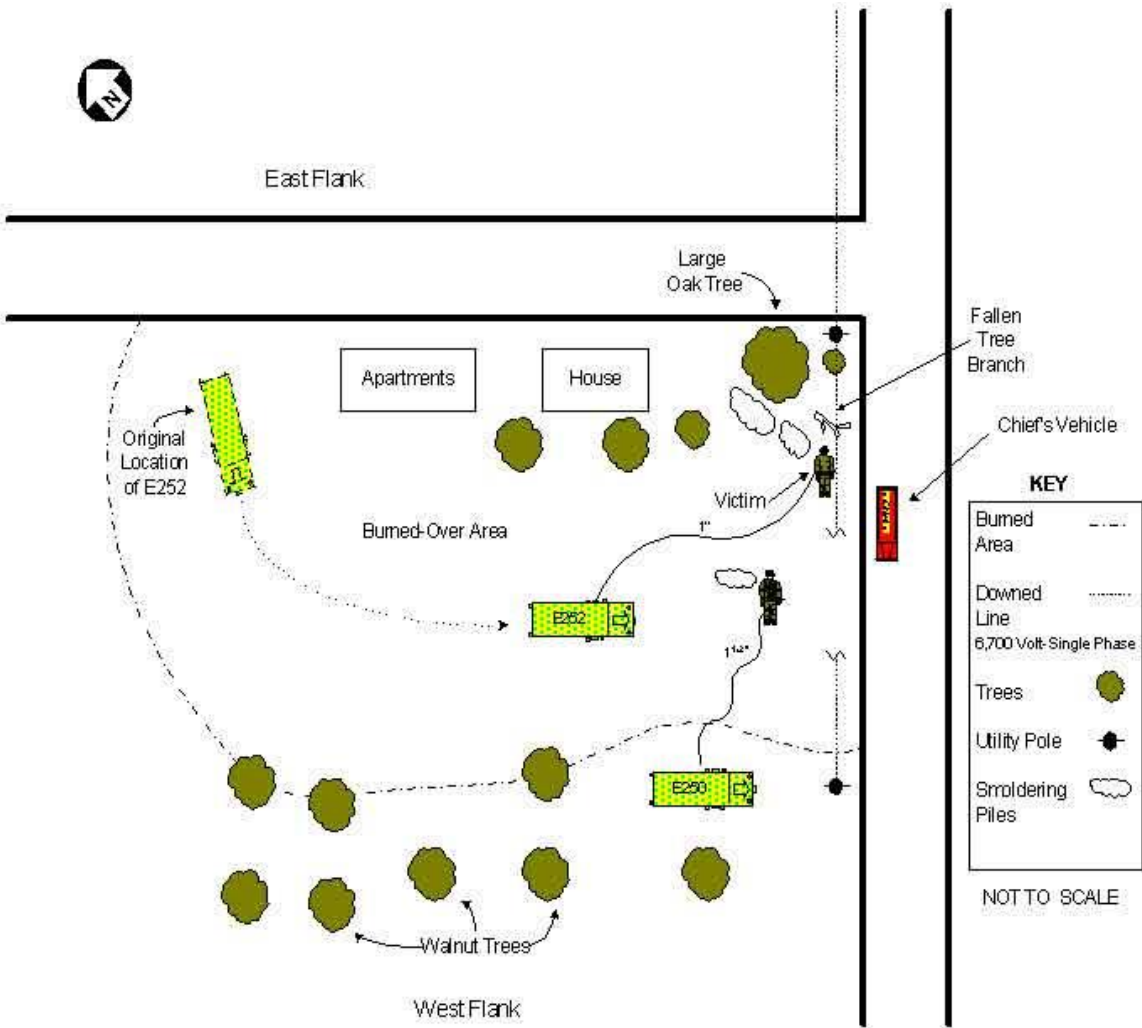 N
East Flank
Large
Oak Tree
Fallen
Tree
Branch
Apartments
House
Chief's Vehicle
Original
Location
of E252
Victim
1"
Burned-Over Area
E252
1 1/2"
E250
Walnut Trees
West Flank
KEY
Burned
Area
Downed
Line
6,700 Volt-Single Phase
Trees
Utility Pole
Smoldering
Piles
NOT TO SCALE